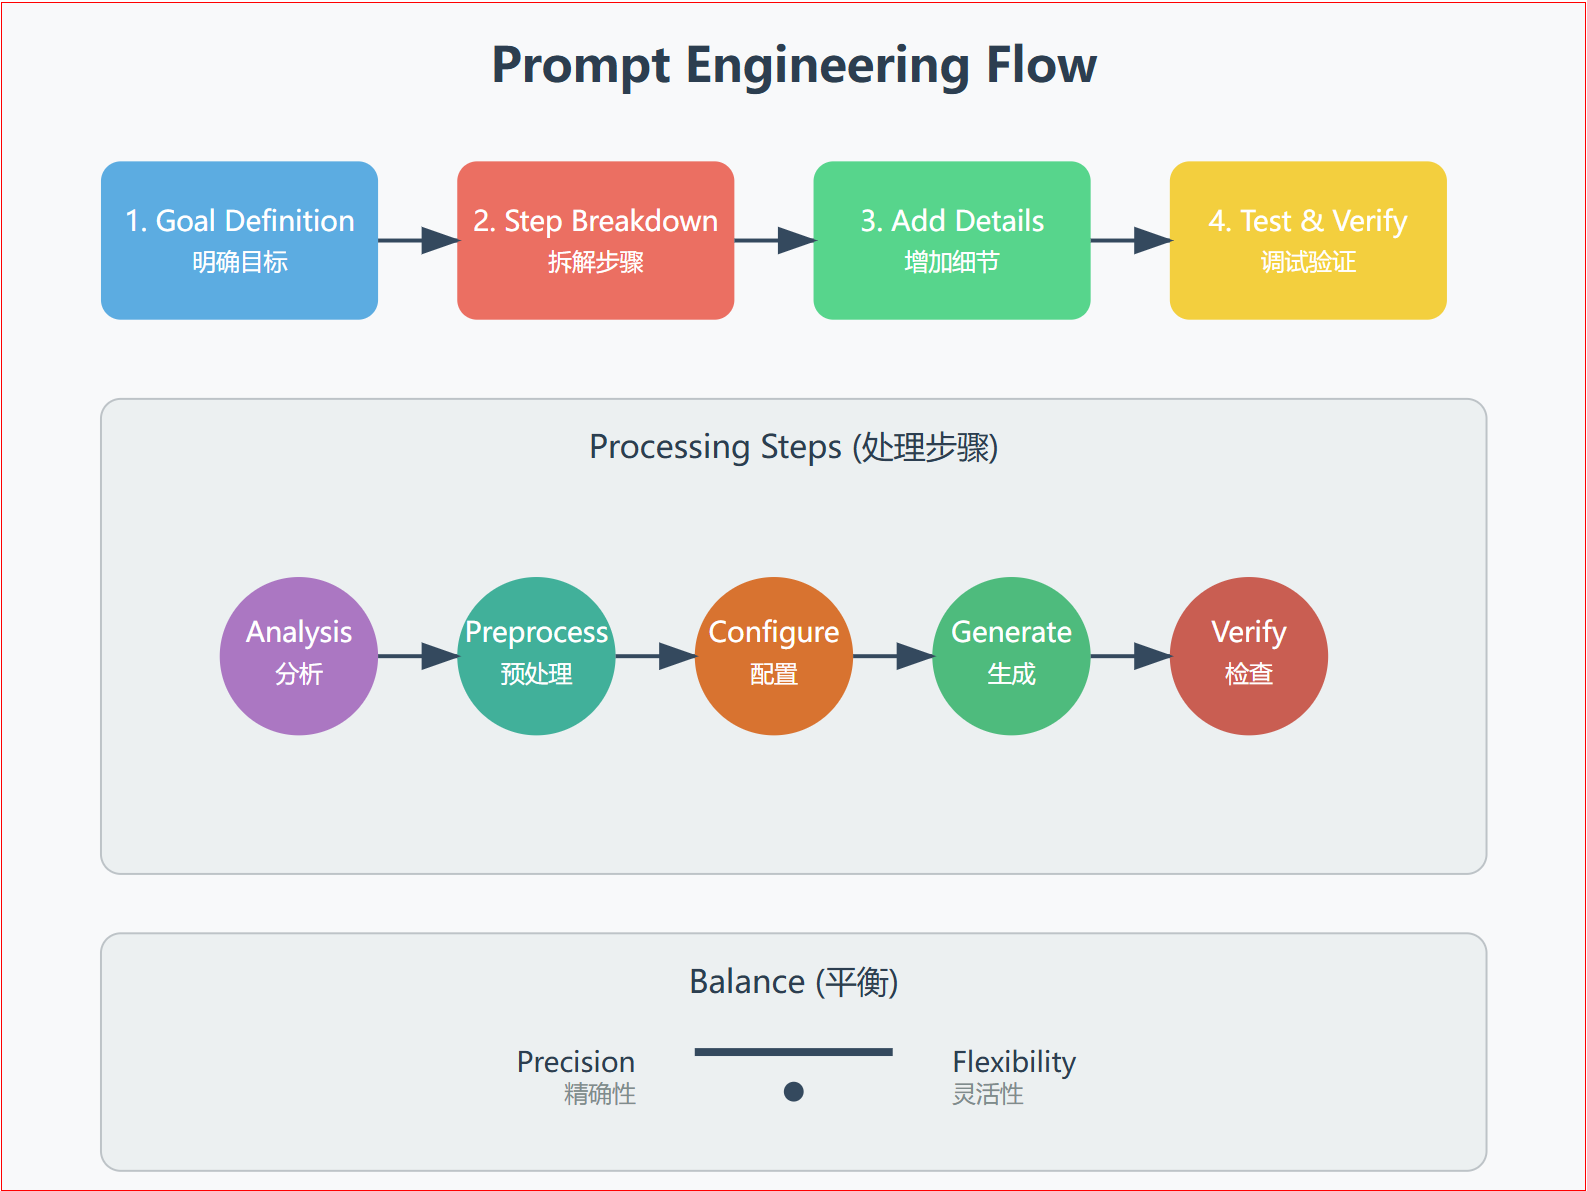 Prompt Engineering Flow
1. Goal Definition
明确目标
2. Step Breakdown
拆解步骤
3. Add Details
增加细节
4. Test & Verify
调试验证
Processing Steps (处理步骤)
Analysis
分析
Preprocess
预处理
Configure
配置
Generate
生成
Verify
检查
Balance (平衡)
Precision
精确性
Flexibility
灵活性